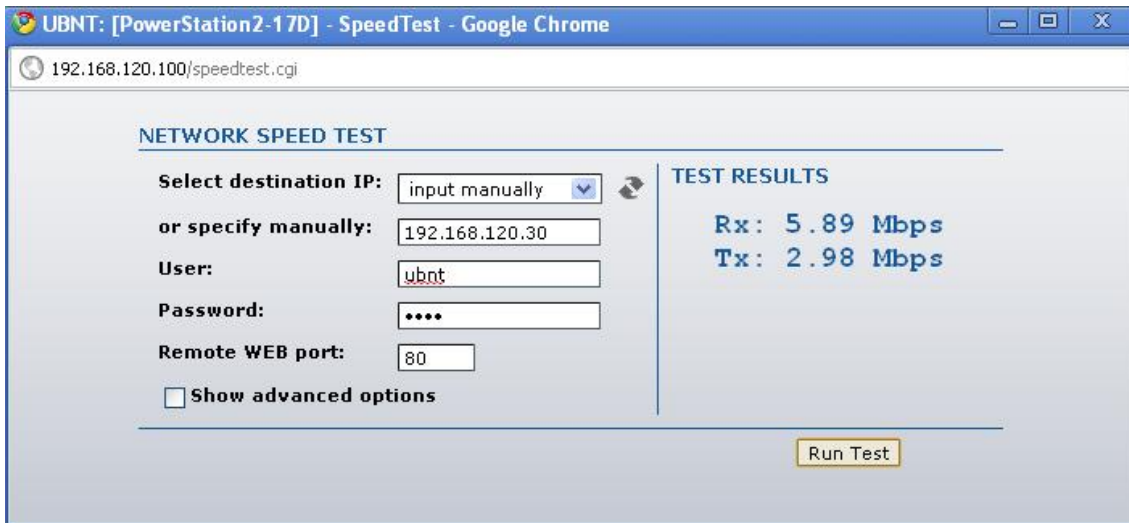 UBNT: [PowerStation2-17D] - SpeedTest - Google Chrome
192.168.120.100/speedtest.cgi
NETWORK SPEED TEST
Select destination IP: input manually
or specify manually: 192.168.120.30
User: ubnt
Password: ••••
Remote WEB port: 80
Show advanced options
TEST RESULTS
Rx: 5.89 Mbps
Tx: 2.98 Mbps
Run Test